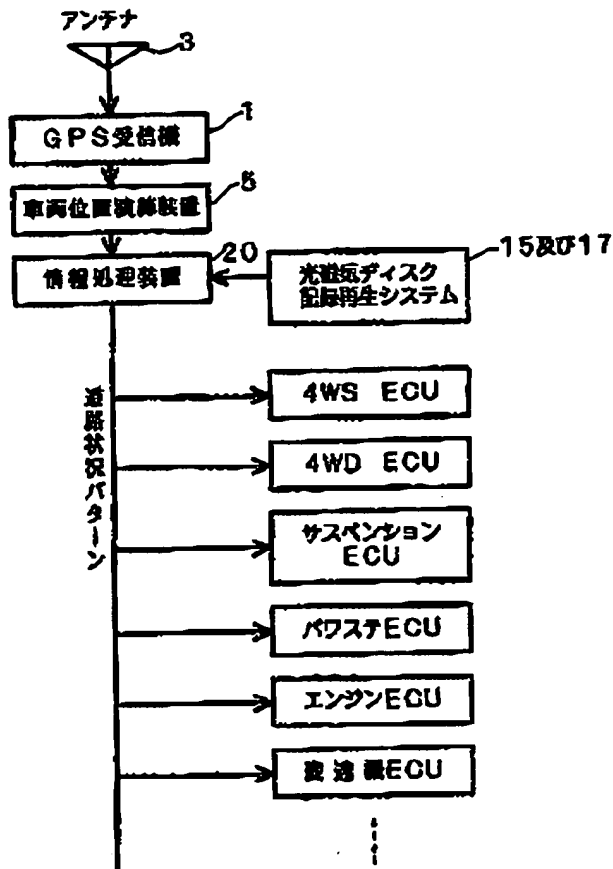 アンテナ
3
1
GPS受信機
5
車両位置演算装置
20
情報処理装置
15及び17
光磁気ディスク
記録再生システム
道路状況パターン
4WS ECU
4WD ECU
サスペンション
ECU
パワステECU
エンジンECU
変速機ECU